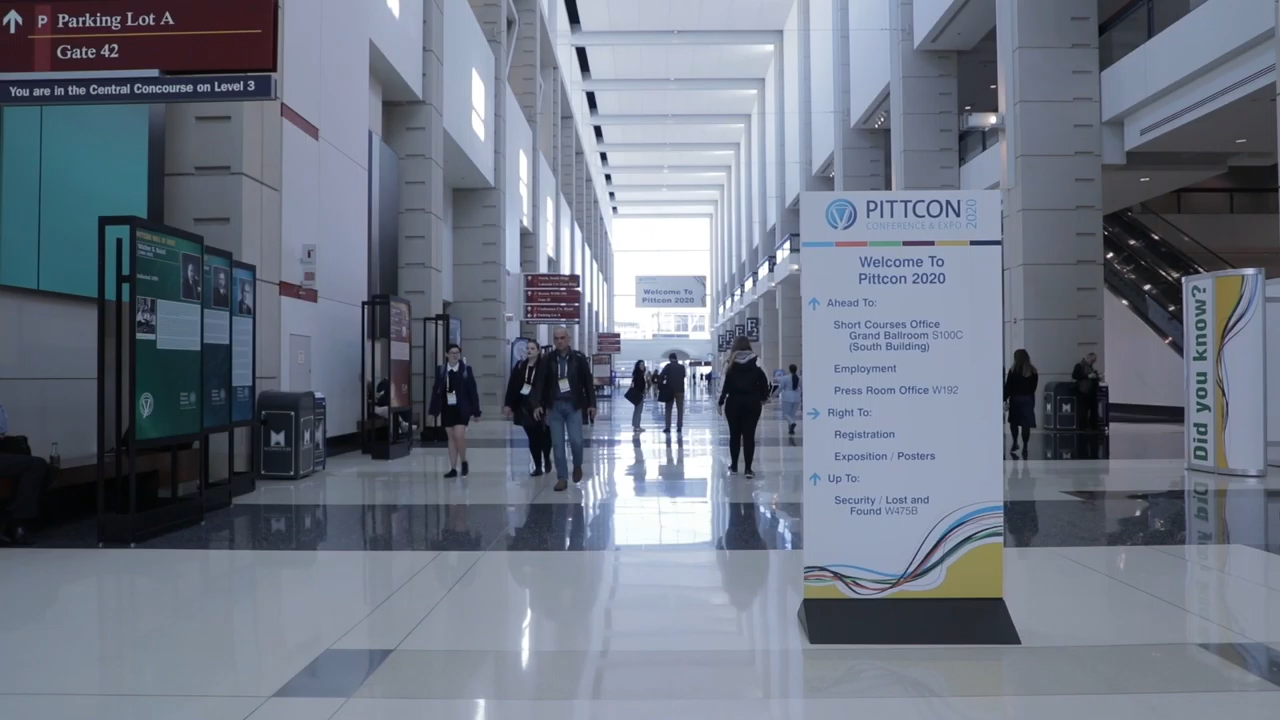 P Parking Lot A
Gate 42
You are in the Central Concourse on Level 3
PITTCON
CONFERENCE & EXPO
2020
Welcome To
Pittcon 2020
Ahead To:
Short Courses Office
Grand Ballroom S100C
(South Building)
Employment
Press Room Office W192
Right To:
Registration
Exposition / Posters
Up To:
Security / Lost and
Found W475B
Welcome To
Pittcon 2020
Did you know?